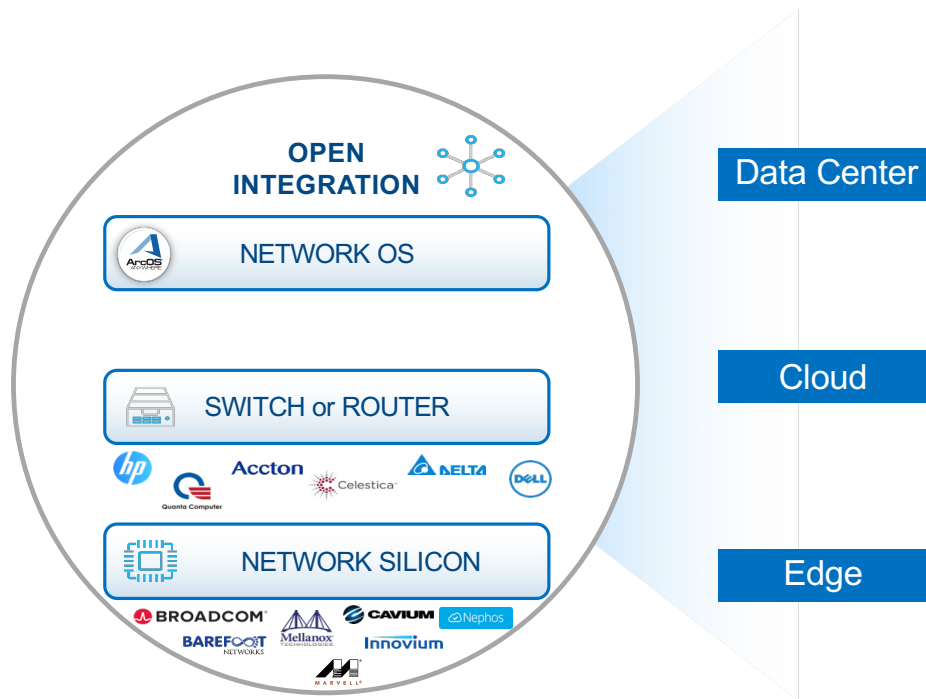 OPEN
INTEGRATION
Data Center
ArcOS
ANYWHERE
NETWORK OS
Cloud
SWITCH or ROUTER
hp
Quanta Computer
Accton
Celestica
DELTA
DELL
NETWORK SILICON
Edge
BROADCOM
Mellanox
TECHNOLOGIES
CAVIUM
Nephos
BAREFOOT
NETWORKS
Innovium
MARVELL®